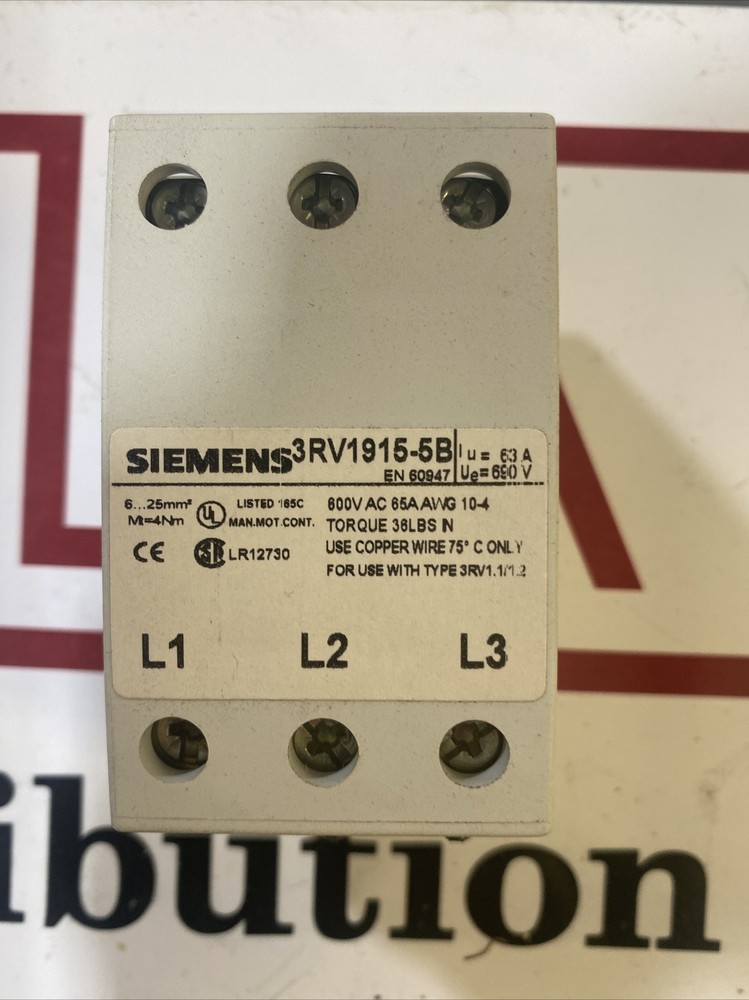 SIEMENS 3RV1915-5B Iu = 63 A
EN 60947 Ue = 690 V
6...25mm² LISTED 165C 600V AC 65A AWG 10-4
Mt=4Nm UL MAN.MOT.CONT. TORQUE 36LBS IN
CE LR12730 USE COPPER WIRE 75° C ONLY
FOR USE WITH TYPE 3RV1.1/1.2
L1 L2 L3
ibution